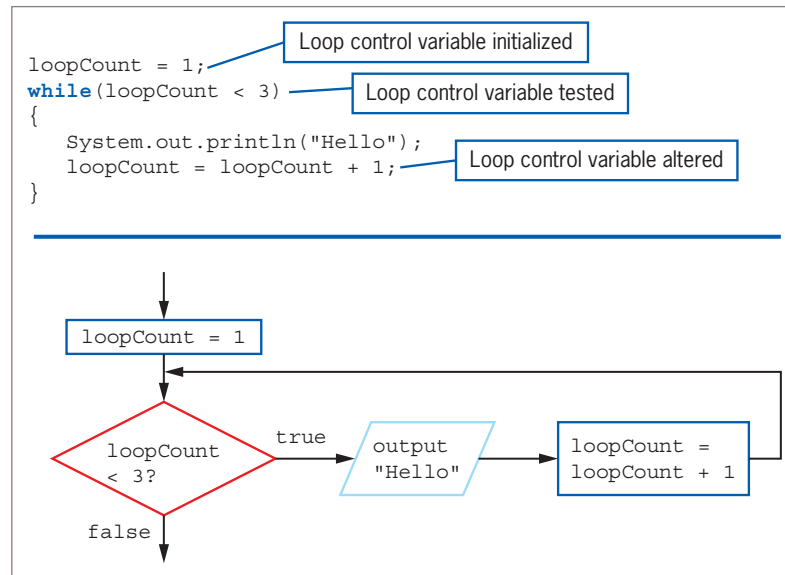 Loop control variable initialized
loopCount = 1;
while(loopCount < 3)
Loop control variable tested
{
System.out.println("Hello");
loopCount = loopCount + 1;
Loop control variable altered
}
loopCount = 1
loopCount
< 3?
true
output
"Hello"
loopCount =
loopCount + 1
false